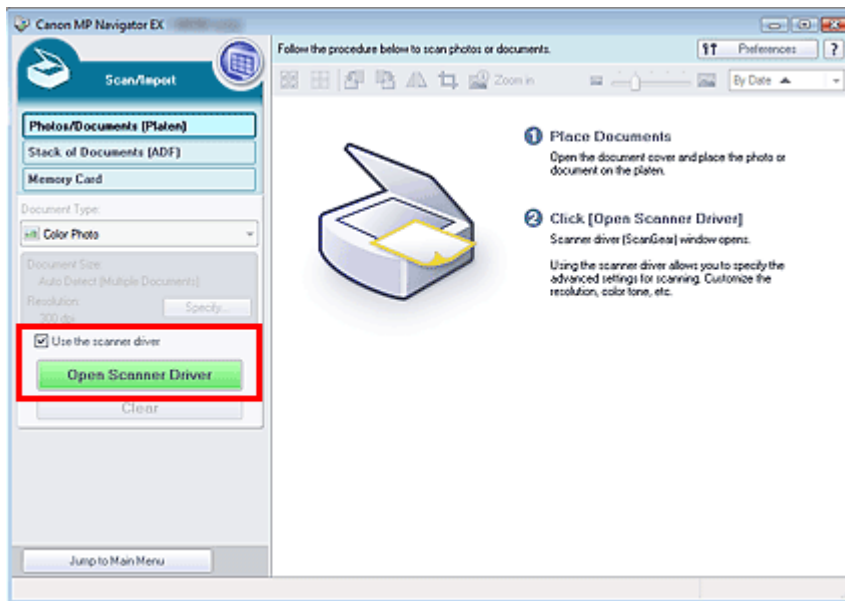 Canon MP Navigator EX
Scan/Import
Photos/Documents (Platen)
Stack of Documents (ADF)
Memory Card
Document Type:
Color Photo
Document Size:
Auto Detect (Multiple Documents)
Resolution:
300 dpi
Specify...
Use the scanner driver
Open Scanner Driver
Clear
Jump to Main Menu
Follow the procedure below to scan photos or documents.
Preferences
?
Zoom in
By Date
1 Place Documents
Open the document cover and place the photo or
document on the platen.
2 Click [Open Scanner Driver]
Scanner driver (ScanGear) window opens.
Using the scanner driver allows you to specify the
advanced settings for scanning. Customize the
resolution, color tone, etc.